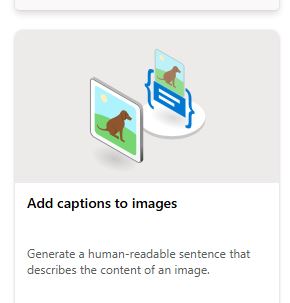 Add captions to images
Generate a human-readable sentence that
describes the content of an image.